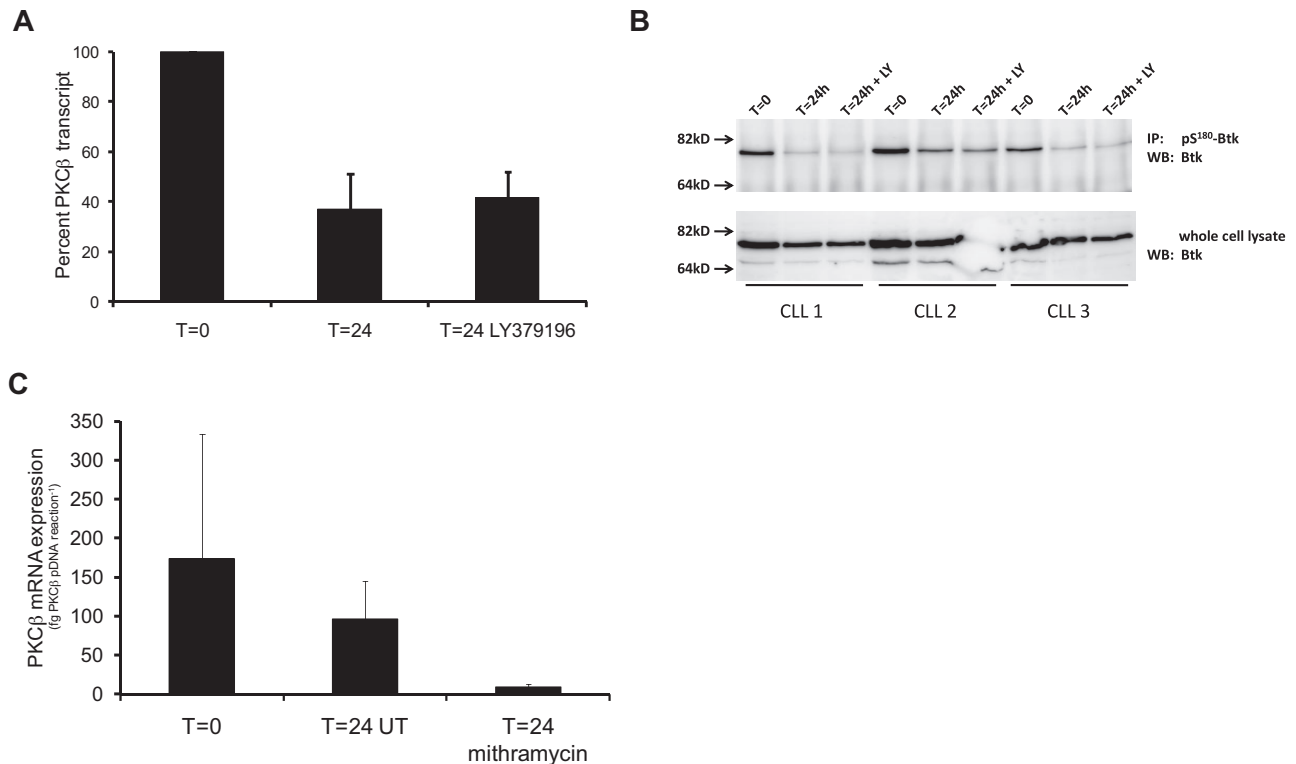 A
Percent PKCβ transcript
100
80
60
40
20
0
T=0
T=24
T=24 LY379196
B
T=0
T=24h
T=24h + LY
T=0
T=24h
T=24h + LY
T=0
T=24h
T=24h + LY
82kD
64kD
IP: pS¹⁸⁰-Btk
WB: Btk
82kD
64kD
whole cell lysate
WB: Btk
CLL 1
CLL 2
CLL 3
C
PKCβ mRNA expression
(fg PKCβ pDNA reaction⁻¹)
350
300
250
200
150
100
50
0
T=0
T=24 UT
T=24
mithramycin